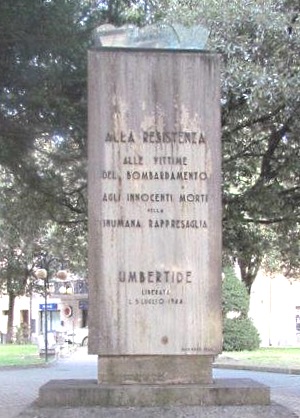 ALLA RESISTENZA
ALLE VITTIME
DEL BOMBARDAMENTO
AGLI INNOCENTI MORTI
NELLA
INUMANA RAPPRESAGLIA
UMBERTIDE
LIBERATA
IL 5 LUGLIO 1944